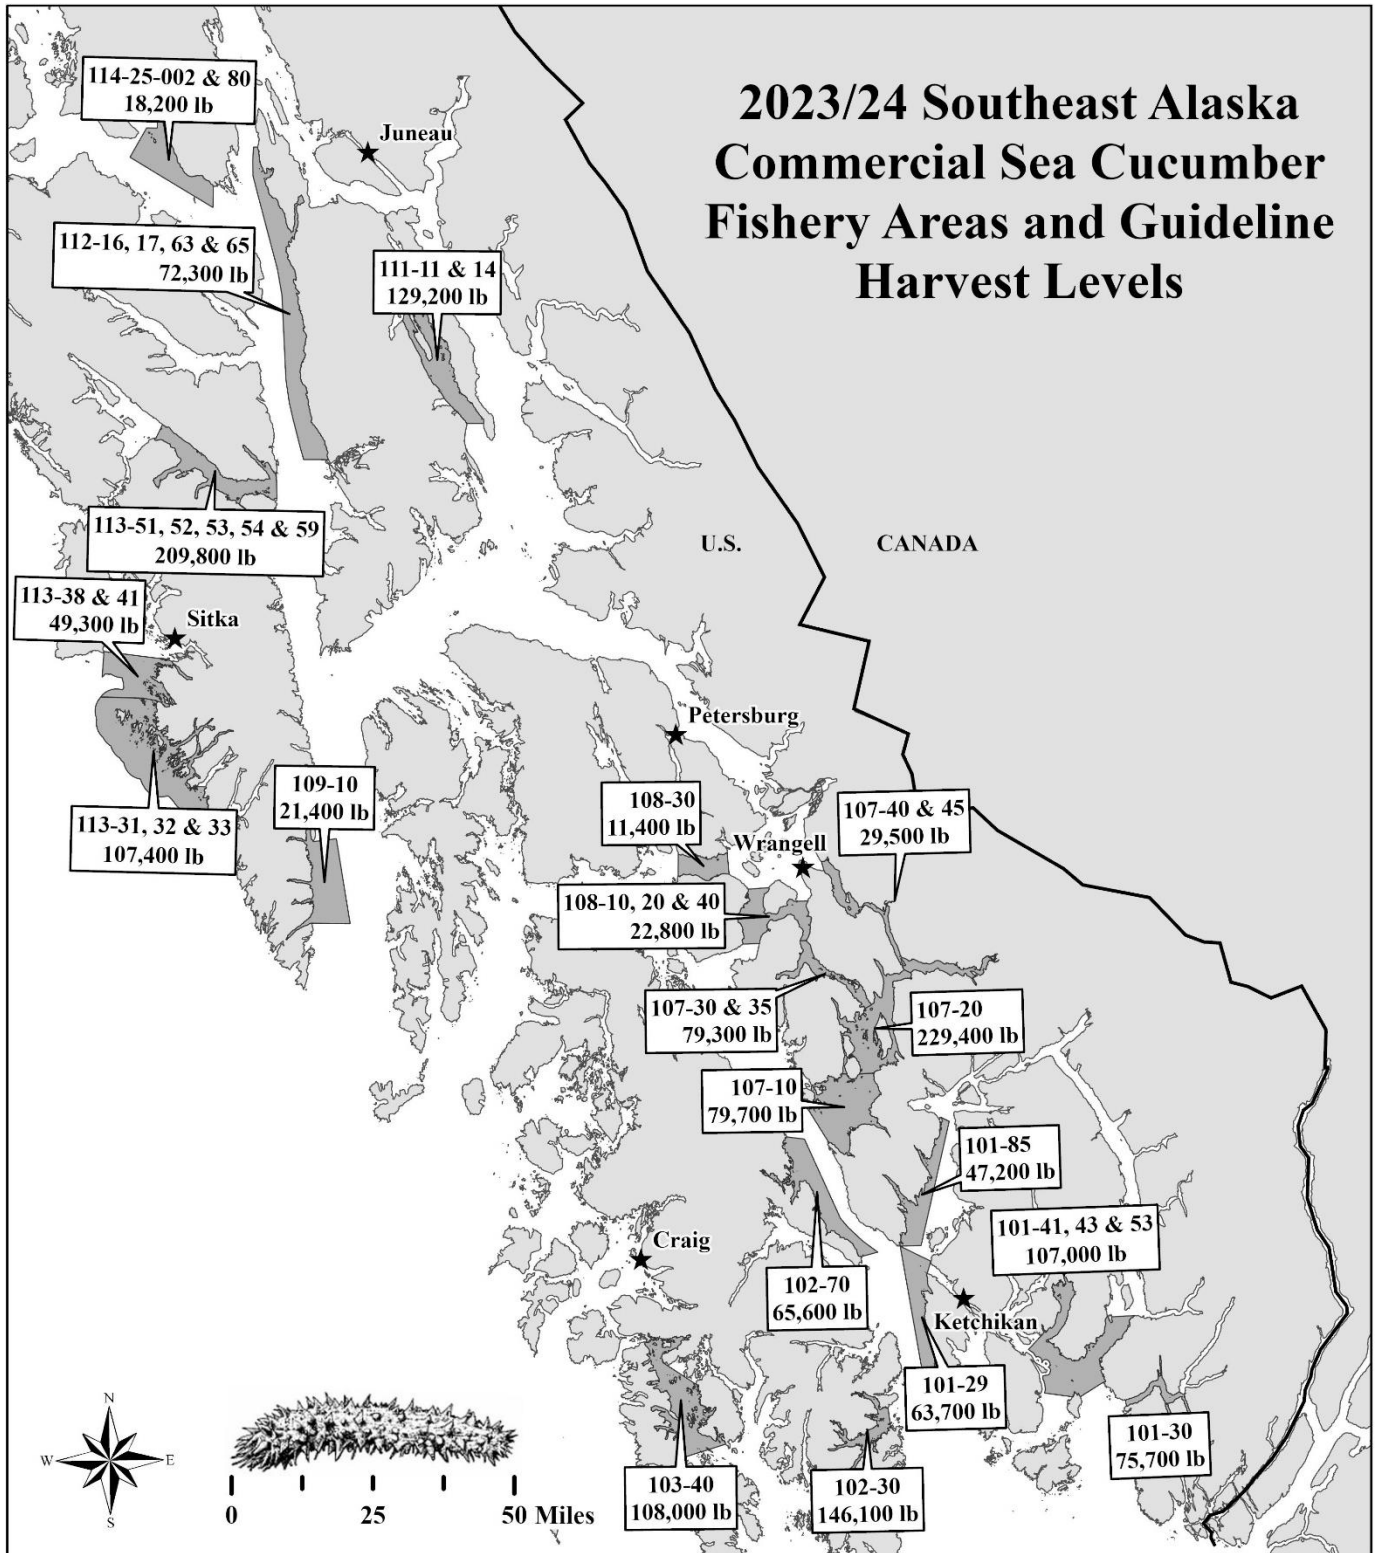 2023/24 Southeast Alaska
Commercial Sea Cucumber
Fishery Areas and Guideline
Harvest Levels
114-25-002 & 80
18,200 lb
Juneau
112-16, 17, 63 & 65
72,300 lb
111-11 & 14
129,200 lb
113-51, 52, 53, 54 & 59
209,800 lb
U.S.
CANADA
113-38 & 41
49,300 lb
Sitka
Petersburg
109-10
21,400 lb
108-30
11,400 lb
107-40 & 45
29,500 lb
113-31, 32 & 33
107,400 lb
Wrangell
108-10, 20 & 40
22,800 lb
107-30 & 35
79,300 lb
107-20
229,400 lb
107-10
79,700 lb
101-85
47,200 lb
101-41, 43 & 53
107,000 lb
Craig
102-70
65,600 lb
Ketchikan
101-29
63,700 lb
101-30
75,700 lb
103-40
108,000 lb
102-30
146,100 lb
N
W
E
S
0 25 50 Miles